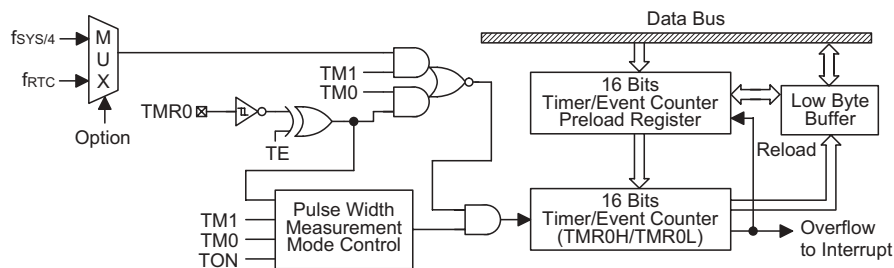 Data Bus
fSYS/4
fRTC
MUX
Option
TMR0
TE
TM1
TM0
16 Bits
Timer/Event Counter
Preload Register
Low Byte
Buffer
Reload
TM1
TM0
TON
Pulse Width
Measurement
Mode Control
16 Bits
Timer/Event Counter
(TMR0H/TMR0L)
Overflow
to Interrupt